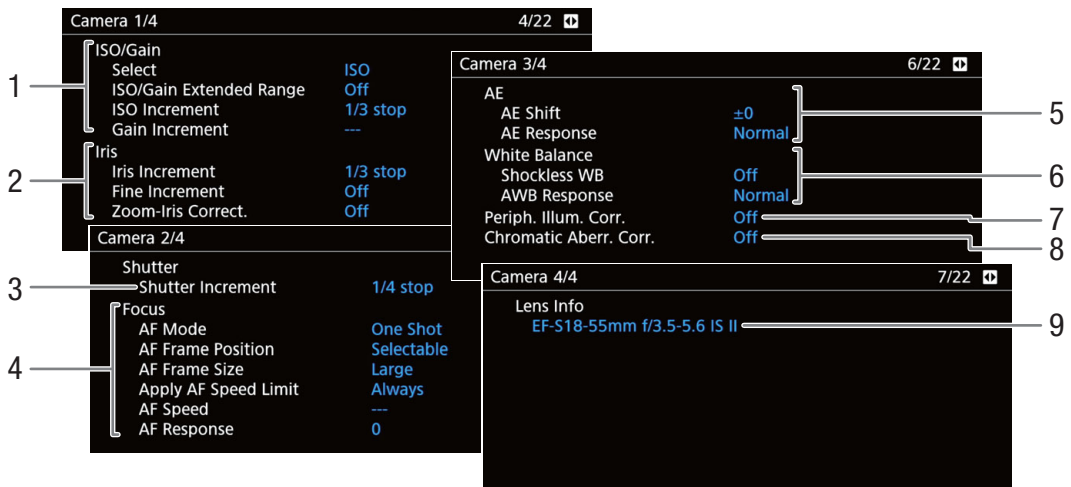 Camera 1/4 4/22
ISO/Gain
Select ISO
ISO/Gain Extended Range Off
ISO Increment 1/3 stop
Gain Increment ---
1
Iris
Iris Increment 1/3 stop
Fine Increment Off
Zoom-Iris Correct. Off
2
Camera 2/4
Shutter
Shutter Increment 1/4 stop
3
Focus
AF Mode One Shot
AF Frame Position Selectable
AF Frame Size Large
Apply AF Speed Limit Always
AF Speed ---
AF Response 0
4
Camera 3/4 6/22
AE
AE Shift ±0
AE Response Normal
5
White Balance
Shockless WB Off
AWB Response Normal
6
Periph. Illum. Corr. Off
7
Chromatic Aberr. Corr. Off
8
Camera 4/4 7/22
Lens Info
EF-S18-55mm f/3.5-5.6 IS II
9